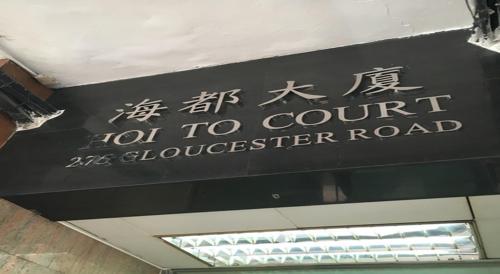 海都大廈
HOI TO COURT
275 GLOUCESTER ROAD